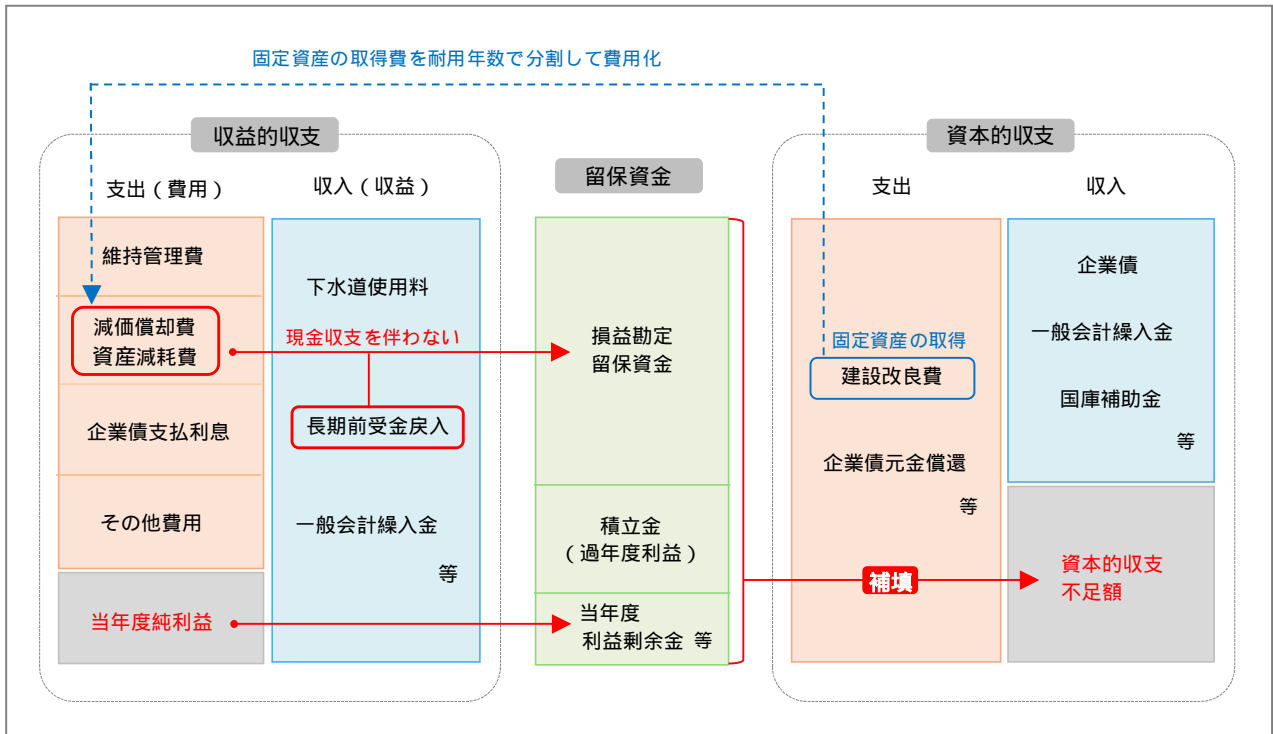 固定資産の取得費を耐用年数で分割して費用化
収益的収支
支出（費用）
収入（収益）
維持管理費
減価償却費
資産減耗費
企業債支払利息
その他費用
当年度純利益
下水道使用料
現金収支を伴わない
長期前受金戻入
一般会計繰入金
等
留保資金
損益勘定
留保資金
積立金
（過年度利益）
当年度
利益剰余金 等
補填
資本的収支
支出
収入
固定資産の取得
建設改良費
企業債元金償還
等
企業債
一般会計繰入金
国庫補助金
等
資本的収支
不足額